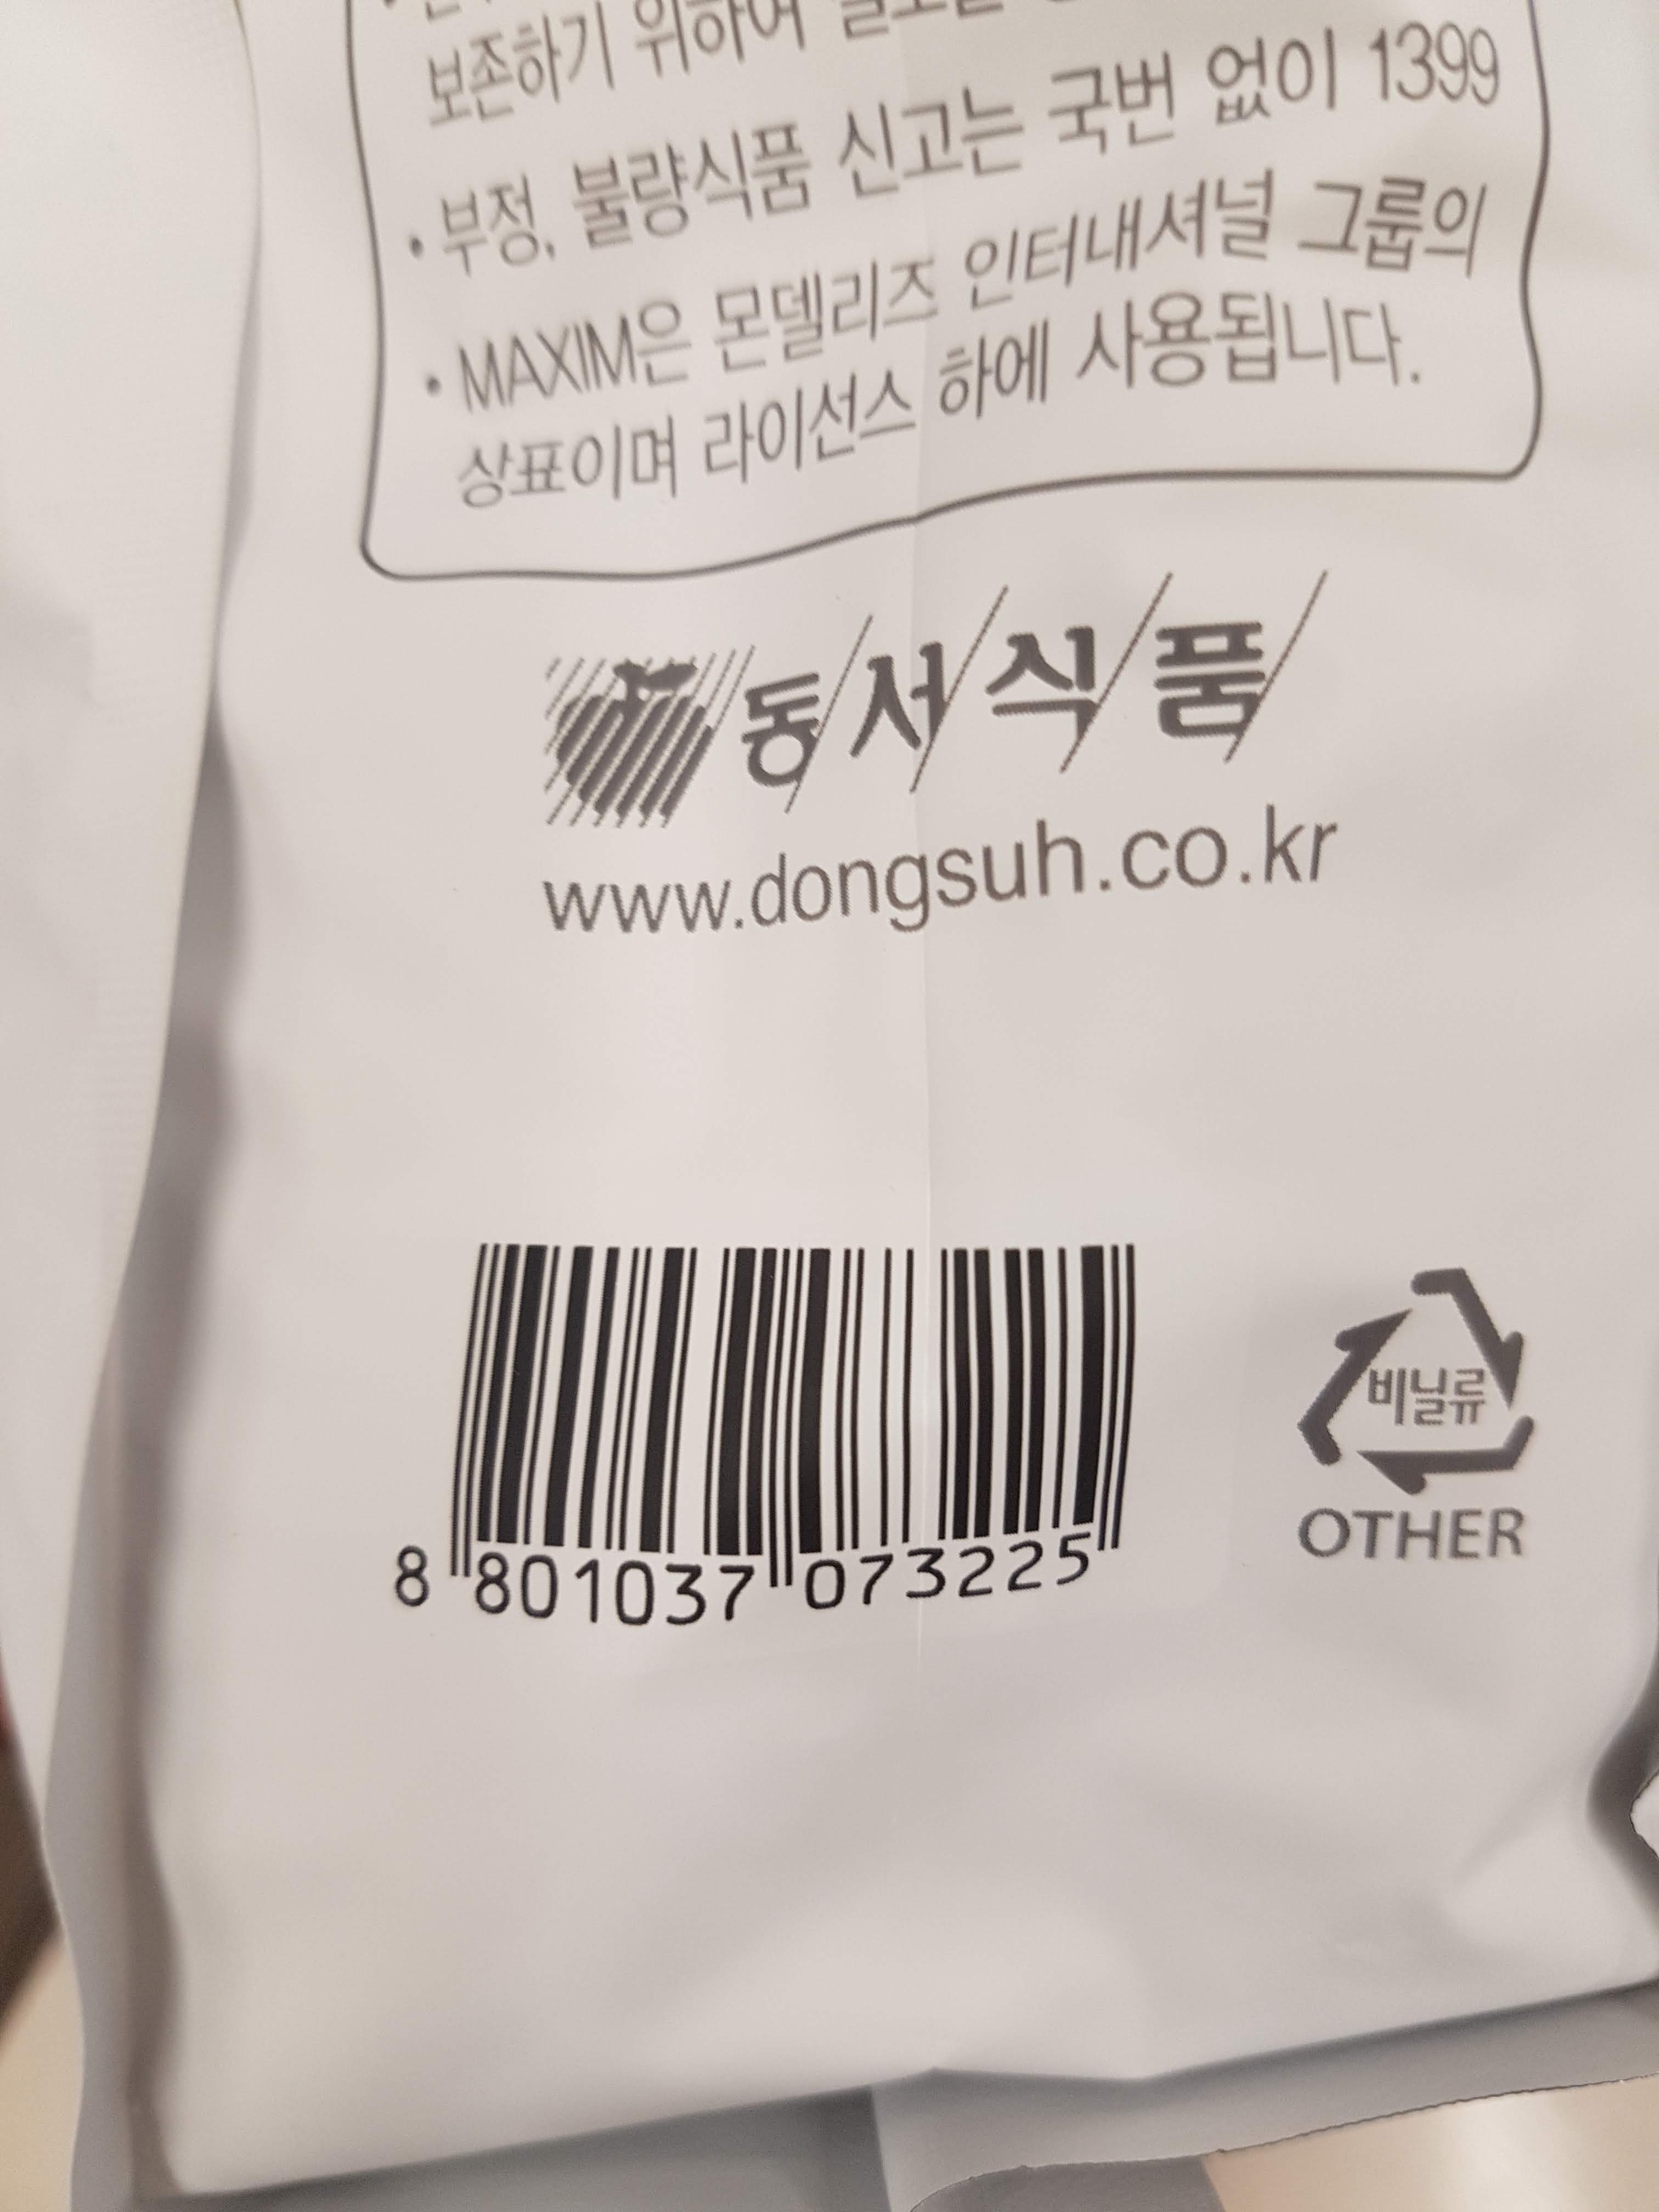 보존하기 위하여
• 부정, 불량식품 신고는 국번 없이 1399
• MAXIM은 몬델리즈 인터내셔널 그룹의
상표이며 라이선스 하에 사용됩니다.
동서식품
www.dongsuh.co.kr
비닐류
OTHER
8 801037 073225